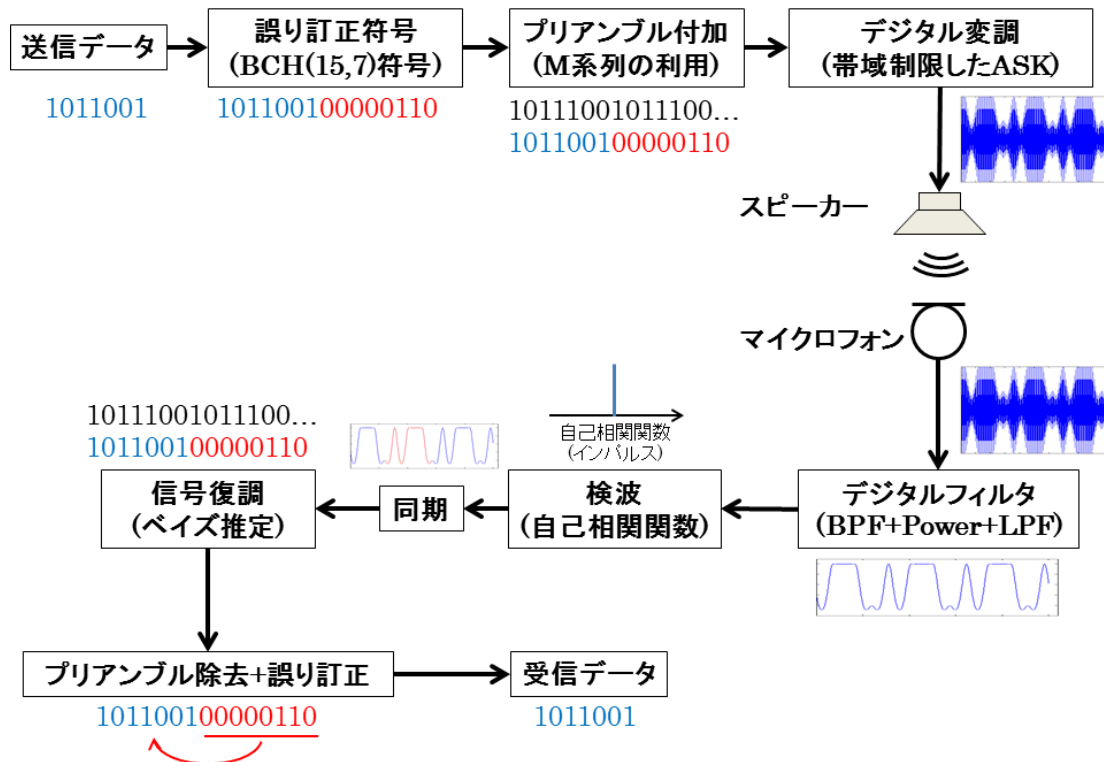 送信データ
誤り訂正符号
(BCH(15,7)符号)
プリアンブル付加
(M系列の利用)
デジタル変調
(帯域制限したASK)
1011001
101100100000110
10111001011100…
101100100000110
スピーカー
マイクロフォン
自己相関関数
(インパルス)
10111001011100…
101100100000110
デジタルフィルタ
(BPF+Power+LPF)
検波
(自己相関関数)
同期
信号復調
(ベイズ推定)
プリアンブル除去+誤り訂正
101100100000110
受信データ
1011001